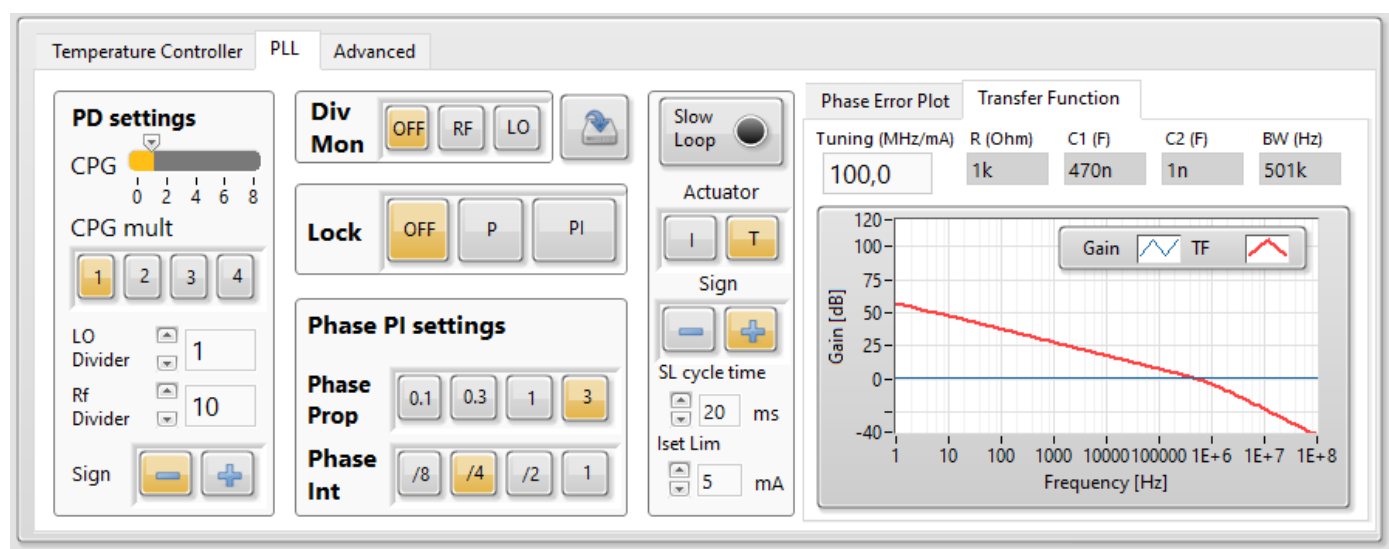 Temperature Controller PLL Advanced
PD settings
CPG
0 2 4 6 8
CPG mult
1 2 3 4
LO
Divider 1
Rf
Divider 10
Sign
Div
Mon OFF RF LO
Lock OFF P PI
Phase PI settings
Phase
Prop 0.1 0.3 1 3
Phase
Int /8 /4 /2 1
Slow
Loop
Actuator
I T
Sign
SL cycle time
20 ms
Iset Lim
5 mA
Phase Error Plot Transfer Function
Tuning (MHz/mA) R (Ohm) C1 (F) C2 (F) BW (Hz)
100,0 1k 470n 1n 501k
Gain TF
120
100
75
50
25
0
-40
Gain [dB]
1 10 100 1000 10000 100000 1E+6 1E+7 1E+8
Frequency [Hz]